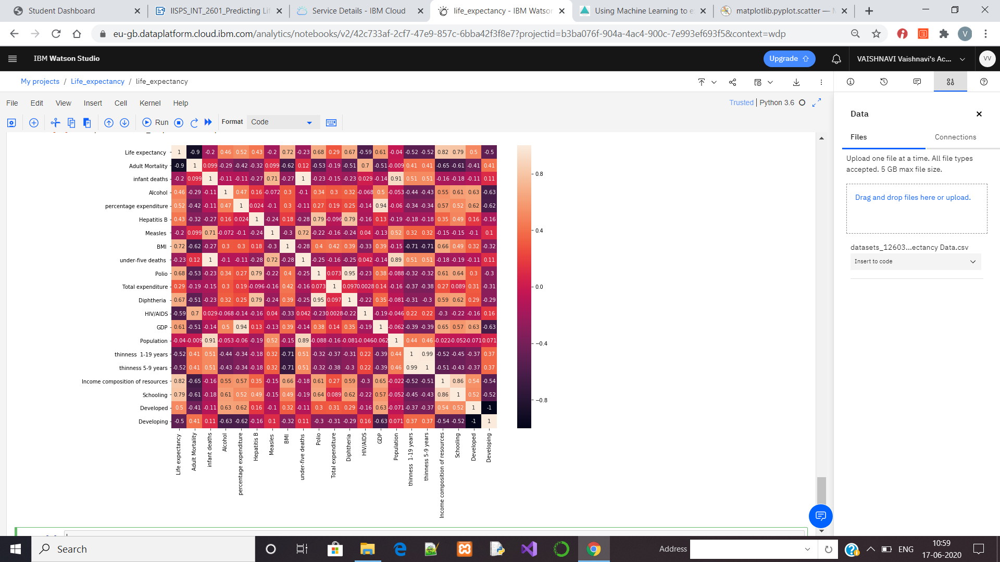 Student Dashboard
IISPS_INT_2601_Predicting Lif
Service Details - IBM Cloud
life_expectancy - IBM Watson
Using Machine Learning to e
matplotlib.pyplot.scatter — M
eu-gb.dataplatform.cloud.ibm.com/analytics/notebooks/v2/42c733af-2cf7-47e9-857c-6bba42f3f8e7?projectid=b3ba076f-904a-4ac4-900c-7e993ef693f5&context=wdp
V
IBM Watson Studio
Upgrade
VAISHNAVI Vaishnavi's Ac...
VV
My projects / Life_expectancy / life_expectancy
File Edit View Insert Cell Kernel Help
Trusted | Python 3.6
Run
Format
Code
Life expectancy 1 -0.9 -0.2 0.46 0.52 0.43 -0.2 0.72 -0.23 0.68 0.29 0.67 -0.59 0.61 -0.04 -0.52 -0.52 0.82 0.79 0.5 -0.5
Adult Mortality -0.9 1 0.099 -0.29 -0.42 -0.32 0.099 -0.62 0.12 -0.53 -0.19 -0.51 0.7 -0.51 -0.009 0.41 0.41 -0.65 -0.61 -0.41 0.41
infant deaths -0.2 0.099 1 -0.11 -0.11 -0.27 0.71 -0.27 1 -0.23 -0.15 -0.23 0.029 -0.14 0.91 0.51 0.51 -0.16 -0.18 -0.11 0.11
Alcohol 0.46 -0.29 -0.11 1 0.47 0.16 -0.072 0.3 -0.1 0.34 0.3 0.32 -0.068 0.5 -0.053 -0.44 -0.43 0.55 0.61 0.63 -0.63
percentage expenditure 0.52 -0.42 -0.11 0.47 1 0.024 -0.1 0.3 -0.11 0.27 0.19 0.25 -0.14 0.94 -0.06 -0.34 -0.34 0.57 0.52 0.62 -0.62
Hepatitis B 0.43 -0.32 -0.27 0.16 0.024 1 -0.24 0.18 -0.28 0.79 -0.096 0.79 -0.16 0.13 -0.19 -0.18 -0.18 0.35 0.49 0.16 -0.16
Measles -0.2 0.099 0.71 -0.072 -0.1 -0.24 1 -0.3 0.72 -0.22 -0.16 -0.24 0.04 -0.13 0.52 0.32 0.32 -0.15 -0.15 -0.1 0.1
BMI 0.72 -0.62 -0.27 0.3 0.3 0.18 -0.3 1 -0.28 0.4 0.42 0.39 -0.33 0.39 -0.15 -0.71 -0.71 0.66 0.49 0.32 -0.32
under-five deaths -0.23 0.12 1 -0.1 -0.11 -0.28 0.72 -0.28 1 -0.25 -0.16 -0.25 0.042 -0.14 0.89 0.51 0.51 -0.18 -0.19 -0.11 0.11
Polio 0.68 -0.53 -0.23 0.34 0.27 0.79 -0.22 0.4 -0.25 1 0.073 0.95 -0.23 0.38 -0.088 -0.32 -0.32 0.61 0.64 0.3 -0.3
Total expenditure 0.29 -0.19 -0.15 0.3 0.19 -0.096 -0.16 0.42 -0.16 0.073 1 0.097 0.0028 0.14 -0.16 -0.37 -0.38 0.27 0.089 0.31 -0.31
Diphtheria 0.67 -0.51 -0.23 0.32 0.25 0.79 -0.24 0.39 -0.25 0.95 0.097 1 -0.22 0.35 -0.081 -0.31 -0.3 0.59 0.62 0.29 -0.29
HIV/AIDS -0.59 0.7 0.029 -0.068 -0.14 -0.16 0.04 -0.33 0.042 -0.23 0.0028 -0.22 1 -0.19 -0.046 0.22 0.22 -0.3 -0.22 -0.16 0.16
GDP 0.61 -0.51 -0.14 0.5 0.94 0.13 -0.13 0.39 -0.14 0.38 0.14 0.35 -0.19 1 -0.062 -0.39 -0.39 0.65 0.57 0.63 -0.63
Population -0.04 -0.009 0.91 -0.053 -0.06 -0.19 0.52 -0.15 0.89 -0.088 -0.16 -0.081 -0.046 -0.062 1 0.44 0.46 -0.022 -0.052 -0.071 0.071
thinness 1-19 years -0.52 0.41 0.51 -0.44 -0.34 -0.18 0.32 -0.71 0.51 -0.32 -0.37 -0.31 0.22 -0.39 0.44 1 0.99 -0.52 -0.45 -0.37 0.37
thinness 5-9 years -0.52 0.41 0.51 -0.43 -0.34 -0.18 0.32 -0.71 0.51 -0.32 -0.38 -0.3 0.22 -0.39 0.46 0.99 1 -0.51 -0.43 -0.37 0.37
Income composition of resources 0.82 -0.65 -0.16 0.55 0.57 0.35 -0.15 0.66 -0.18 0.61 0.27 0.59 -0.3 0.65 -0.022 -0.52 -0.51 1 0.86 0.54 -0.54
Schooling 0.79 -0.61 -0.18 0.61 0.52 0.49 -0.15 0.49 -0.19 0.64 0.089 0.62 -0.22 0.57 -0.052 -0.45 -0.43 0.86 1 0.52 -0.52
Developed 0.5 -0.41 -0.11 0.63 0.62 0.16 -0.1 0.32 -0.11 0.3 0.31 0.29 -0.16 0.63 -0.071 -0.37 -0.37 0.54 0.52 1 -1
Developing -0.5 0.41 0.11 -0.63 -0.62 -0.16 0.1 -0.32 0.11 -0.3 -0.31 -0.29 0.16 -0.63 0.071 0.37 0.37 -0.54 -0.52 -1 1
Life expectancy
Adult Mortality
infant deaths
Alcohol
percentage expenditure
Hepatitis B
Measles
BMI
under-five deaths
Polio
Total expenditure
Diphtheria
HIV/AIDS
GDP
Population
thinness 1-19 years
thinness 5-9 years
Income composition of resources
Schooling
Developed
Developing
0.8
0.4
0.0
−0.4
−0.8
Data
Files
Connections
Upload one file at a time. All file types
accepted. 5 GB max file size.
Drag and drop files here or upload.
datasets_12603...ectancy Data.csv
Insert to code
Search
Address
ENG
10:59
17-06-2020